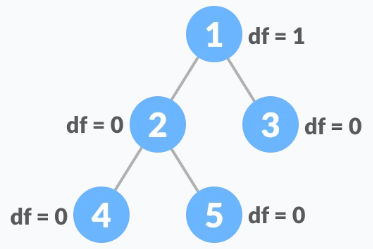 1 df = 1
df = 0 2 3 df = 0
df = 0 4 5 df = 0